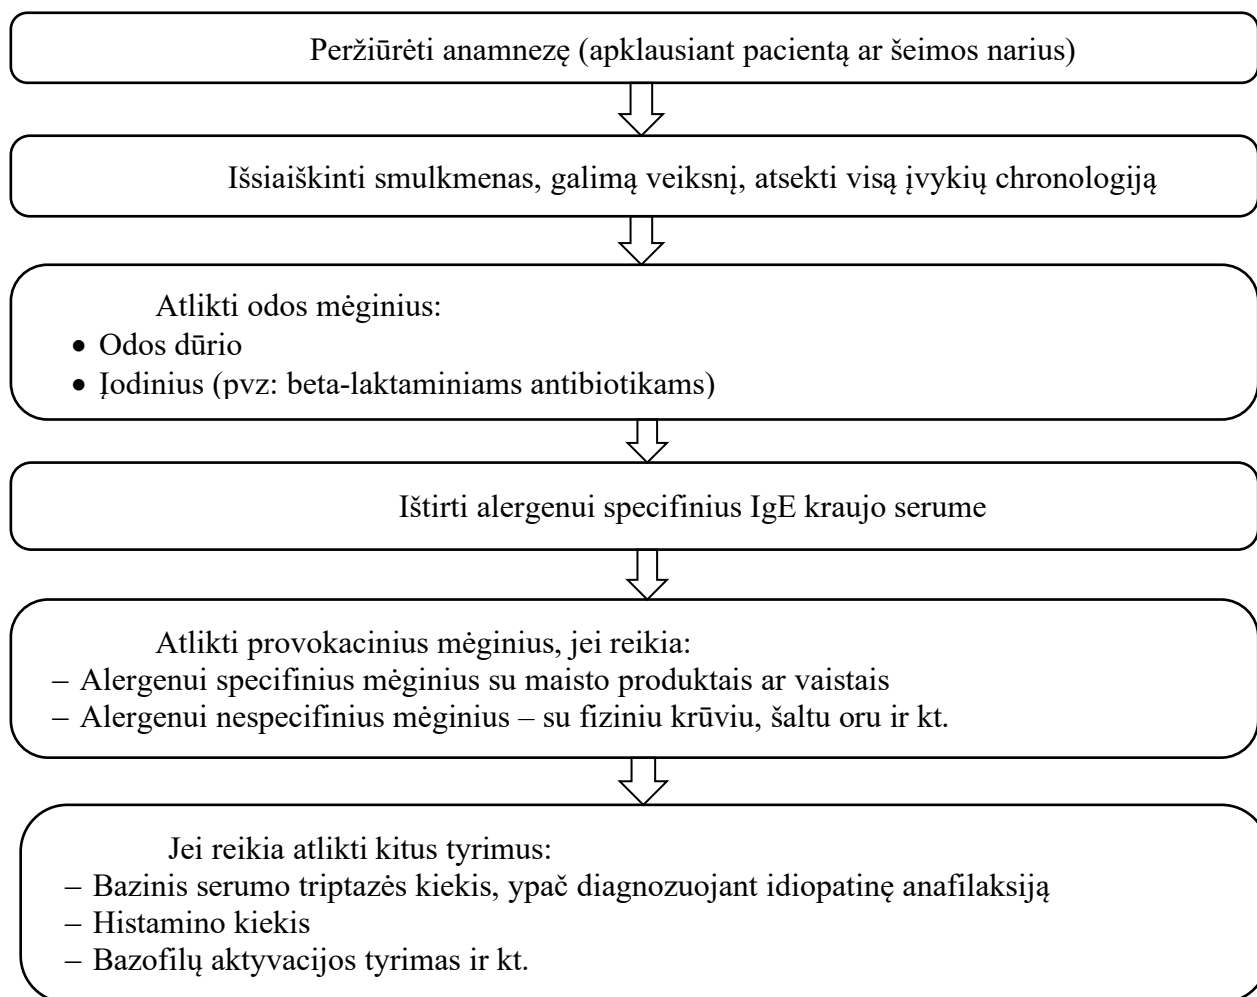 Peržiūrėti anamnezę (apklausiant pacientą ar šeimos narius)
Išsiaiškinti smulkmenas, galimą veiksnį, atsekti visą įvykių chronologiją
Atlikti odos mėginius:
• Odos dūrio
• Įodinius (pvz: beta-laktaminiams antibiotikams)
Ištirti alergenui specifinius IgE kraujo serume
Atlikti provokacinius mėginius, jei reikia:
– Alergenui specifinius mėginius su maisto produktais ar vaistais
– Alergenui nespecifinius mėginius – su fiziniu krūviu, šaltu oru ir kt.
Jei reikia atlikti kitus tyrimus:
– Bazinis serumo triptazės kiekis, ypač diagnozuojant idiopatinę anafilaksiją
– Histamino kiekis
– Bazofilų aktyvacijos tyrimas ir kt.